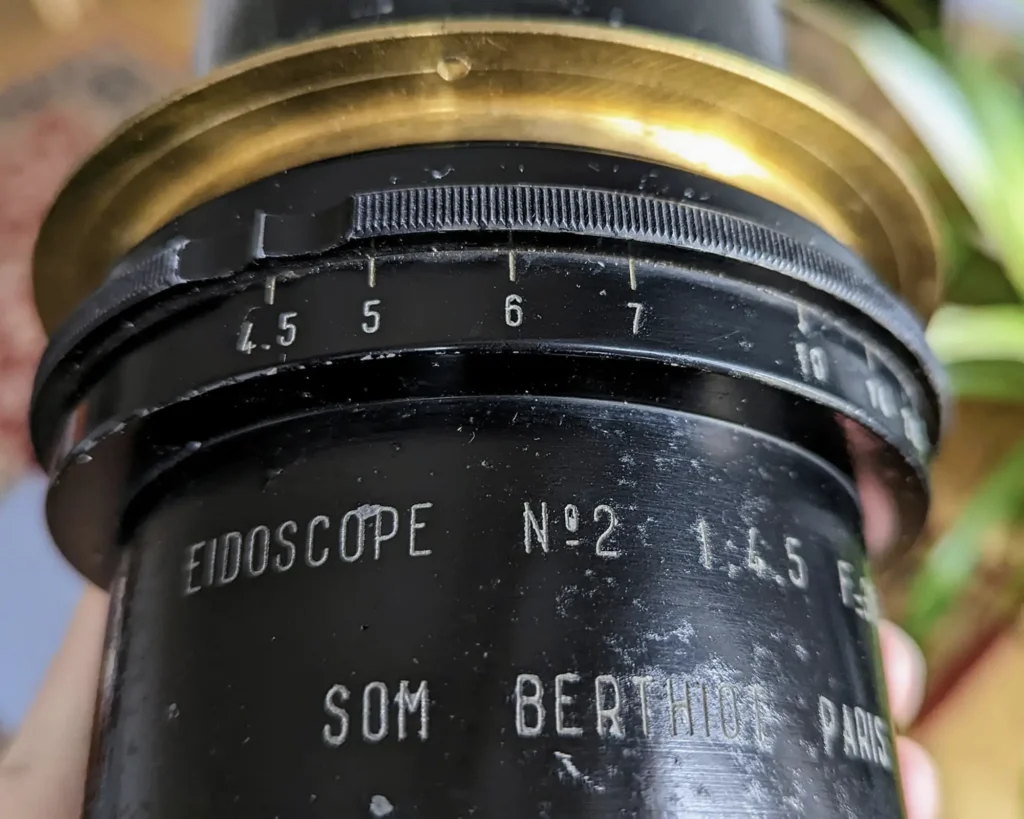 4.5 5 6 7 10
EIDOSCOPE Nº2 1,4.5
SOM BERTHIOT PARIS